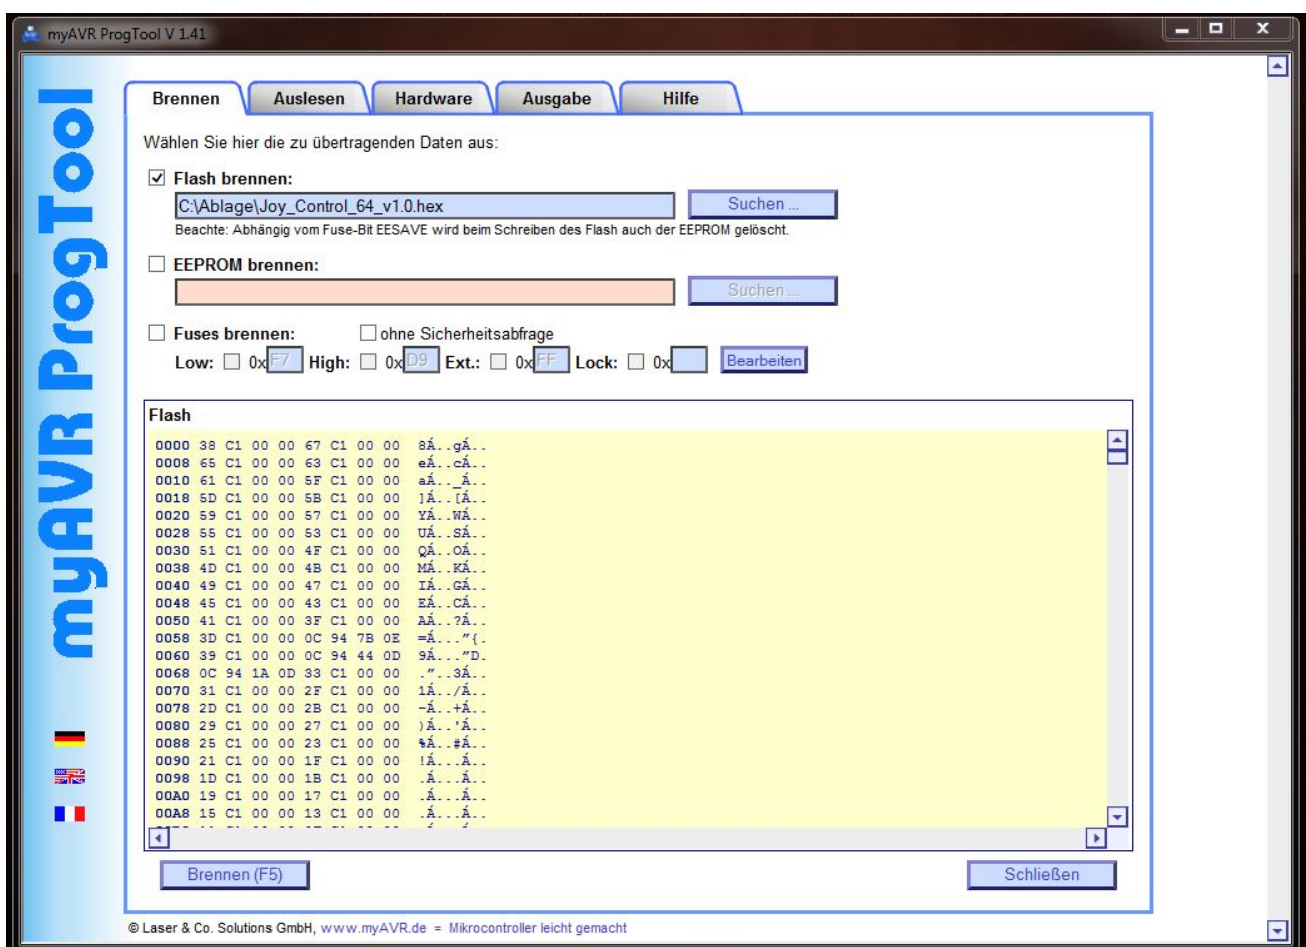 myAVR ProgTool V 1.41
myAVR ProgTool
Brennen Auslesen Hardware Ausgabe Hilfe
Wählen Sie hier die zu übertragenden Daten aus:
Flash brennen:
C:\Ablage\Joy_Control_64_v1.0.hex Suchen ...
Beachte: Abhängig vom Fuse-Bit EESAVE wird beim Schreiben des Flash auch der EEPROM gelöscht.
EEPROM brennen:
Suchen ...
Fuses brennen: ohne Sicherheitsabfrage
Low: 0xF7 High: 0xD9 Ext.: 0xFF Lock: 0x Bearbeiten
Flash
0000 38 C1 00 00 67 C1 00 00 8Á..gÁ..
0008 65 C1 00 00 63 C1 00 00 eÁ..cÁ..
0010 61 C1 00 00 5F C1 00 00 aÁ.._Á..
0018 5D C1 00 00 5B C1 00 00 ]Á..[Á..
0020 59 C1 00 00 57 C1 00 00 YÁ..WÁ..
0028 55 C1 00 00 53 C1 00 00 UÁ..SÁ..
0030 51 C1 00 00 4F C1 00 00 QÁ..OÁ..
0038 4D C1 00 00 4B C1 00 00 MÁ..KÁ..
0040 49 C1 00 00 47 C1 00 00 IÁ..GÁ..
0048 45 C1 00 00 43 C1 00 00 EÁ..CÁ..
0050 41 C1 00 00 3F C1 00 00 AÁ..?Á..
0058 3D C1 00 00 0C 94 7B 0E =Á...”{.
0060 39 C1 00 00 0C 94 44 0D 9Á...”D.
0068 0C 94 1A 0D 33 C1 00 00 .”..3Á..
0070 31 C1 00 00 2F C1 00 00 1Á../Á..
0078 2D C1 00 00 2B C1 00 00 -Á..+Á..
0080 29 C1 00 00 27 C1 00 00 )Á..'Á..
0088 25 C1 00 00 23 C1 00 00 %Á..#Á..
0090 21 C1 00 00 1F C1 00 00 !Á...Á..
0098 1D C1 00 00 1B C1 00 00 .Á...Á..
00A0 19 C1 00 00 17 C1 00 00 .Á...Á..
00A8 15 C1 00 00 13 C1 00 00 .Á...Á..
Brennen (F5) Schließen
© Laser & Co. Solutions GmbH, www.myAVR.de = Mikrocontroller leicht gemacht